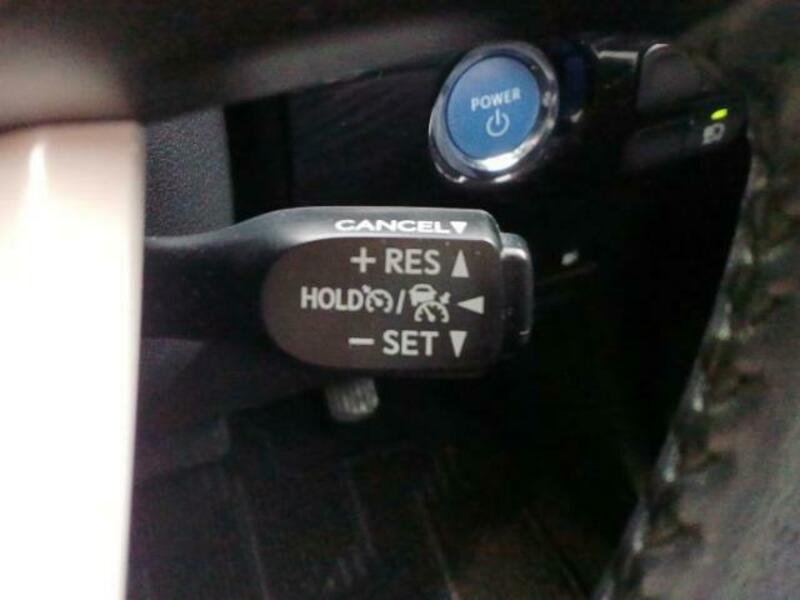 POWER
CANCEL▼
+ RES ▲
HOLD / ◄
− SET ▼